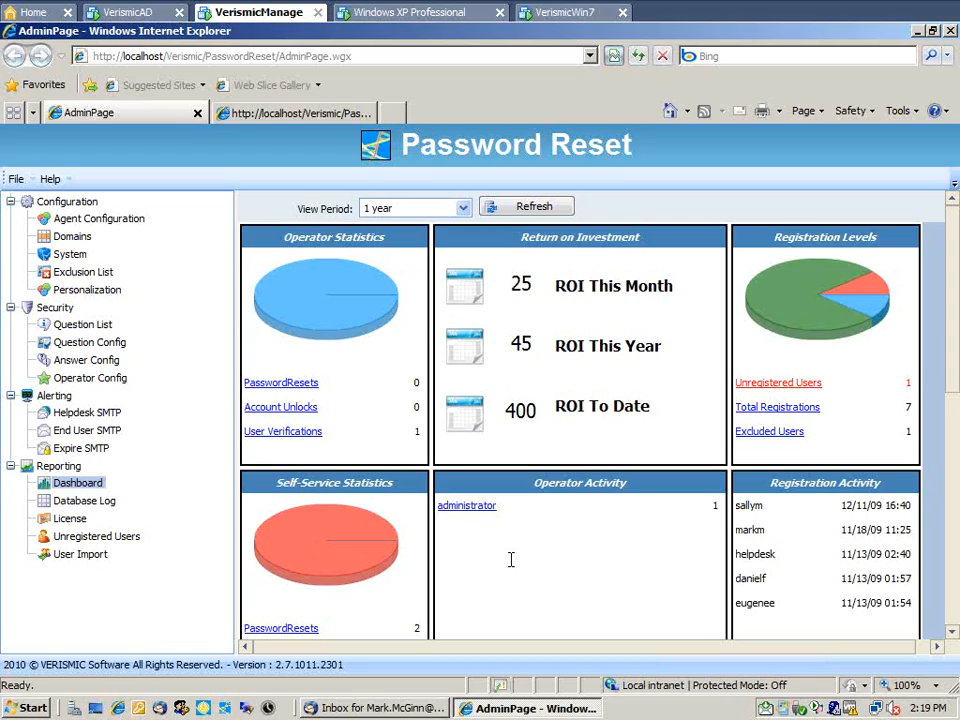 Home VerismicAD VerismicManage Windows XP Professional VerismicWin7
AdminPage - Windows Internet Explorer
http://localhost/Verismic/PasswordReset/AdminPage.wgx Bing
Favorites Suggested Sites Web Slice Gallery
AdminPage http://localhost/Verismic/Pas... Page Safety Tools
Password Reset
File Help
View Period: 1 year Refresh
Configuration
Agent Configuration
Domains
System
Exclusion List
Personalization
Security
Question List
Question Config
Answer Config
Operator Config
Alerting
Helpdesk SMTP
End User SMTP
Expire SMTP
Reporting
Dashboard
Database Log
License
Unregistered Users
User Import
Operator Statistics
PasswordResets 0
Account Unlocks 0
User Verifications 1
Return on Investment
25 ROI This Month
45 ROI This Year
400 ROI To Date
Registration Levels
Unregistered Users 1
Total Registrations 7
Excluded Users 1
Self-Service Statistics
PasswordResets 2
Operator Activity
administrator 1
Registration Activity
sallym 12/11/09 16:40
markm 11/18/09 11:25
helpdesk 11/13/09 02:40
danielf 11/13/09 01:57
eugenee 11/13/09 01:54
2010 © VERISMIC Software All Rights Reserved. - Version : 2.7.1011.2301
Ready. Local intranet | Protected Mode: Off 100%
Start Inbox for Mark.McGinn@... AdminPage - Window... 2:19 PM